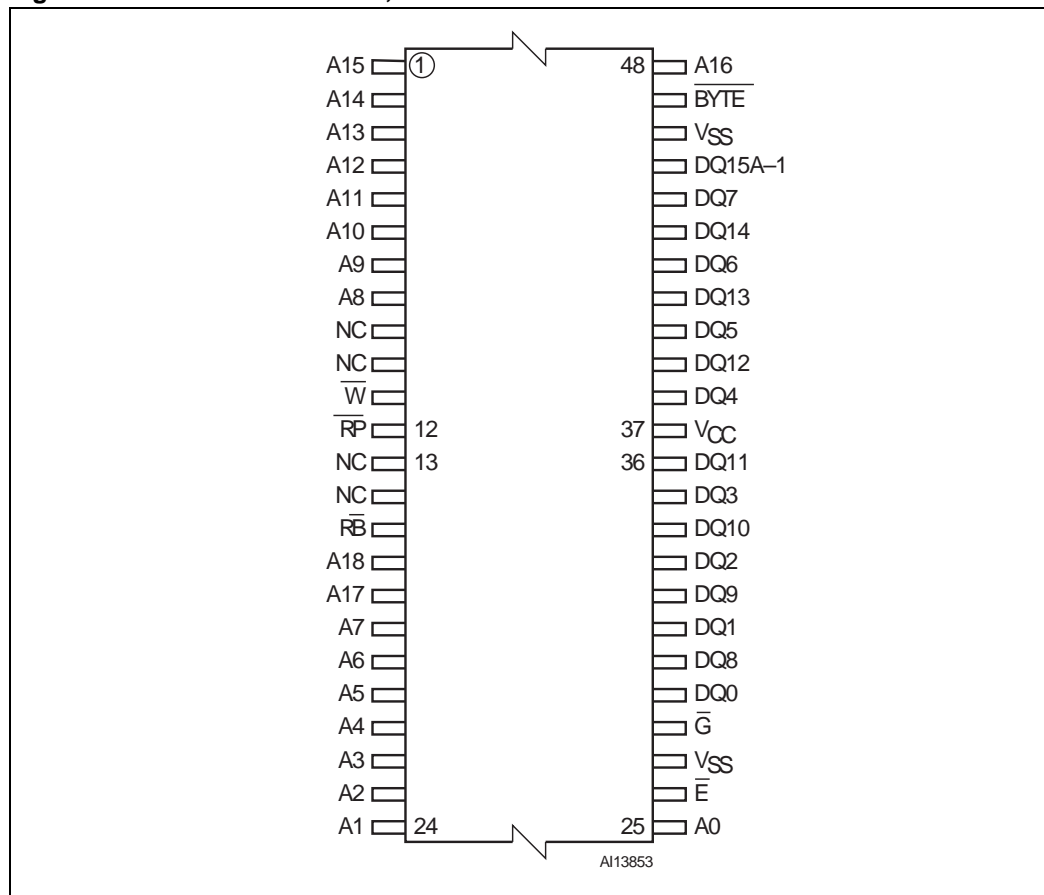 A15 1 48 A16
A14 BYTE
A13 VSS
A12 DQ15A–1
A11 DQ7
A10 DQ14
A9 DQ6
A8 DQ13
NC DQ5
NC DQ12
W DQ4
RP 12 37 VCC
NC 13 36 DQ11
NC DQ3
RB DQ10
A18 DQ2
A17 DQ9
A7 DQ1
A6 DQ8
A5 DQ0
A4 G
A3 VSS
A2 E
A1 24 25 A0
AI13853